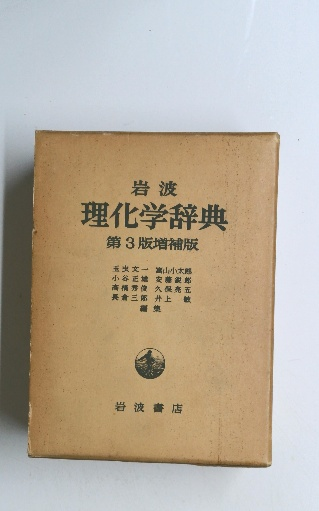 岩波
理化学辞典
第3版増補版
玉虫文一 富山小太郎
小谷正雄 安藤鋭郎
高橋秀俊 久保亮五
長倉三郎 井上敏
編集
岩波書店